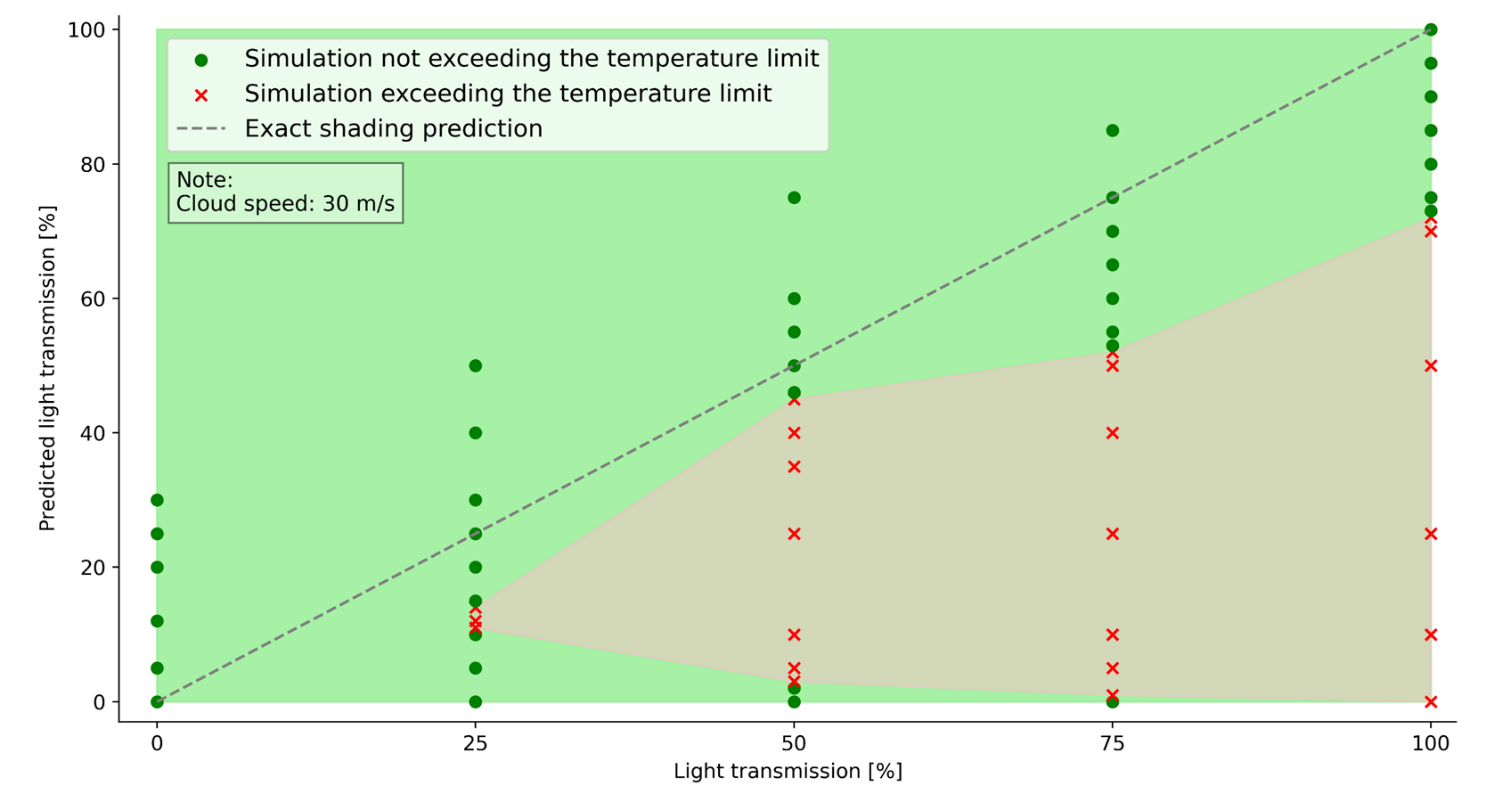 100
80
60
40
20
0
Predicted light transmission [%]
Simulation not exceeding the temperature limit
Simulation exceeding the temperature limit
Exact shading prediction
Note:
Cloud speed: 30 m/s
0 25 50 75 100
Light transmission [%]